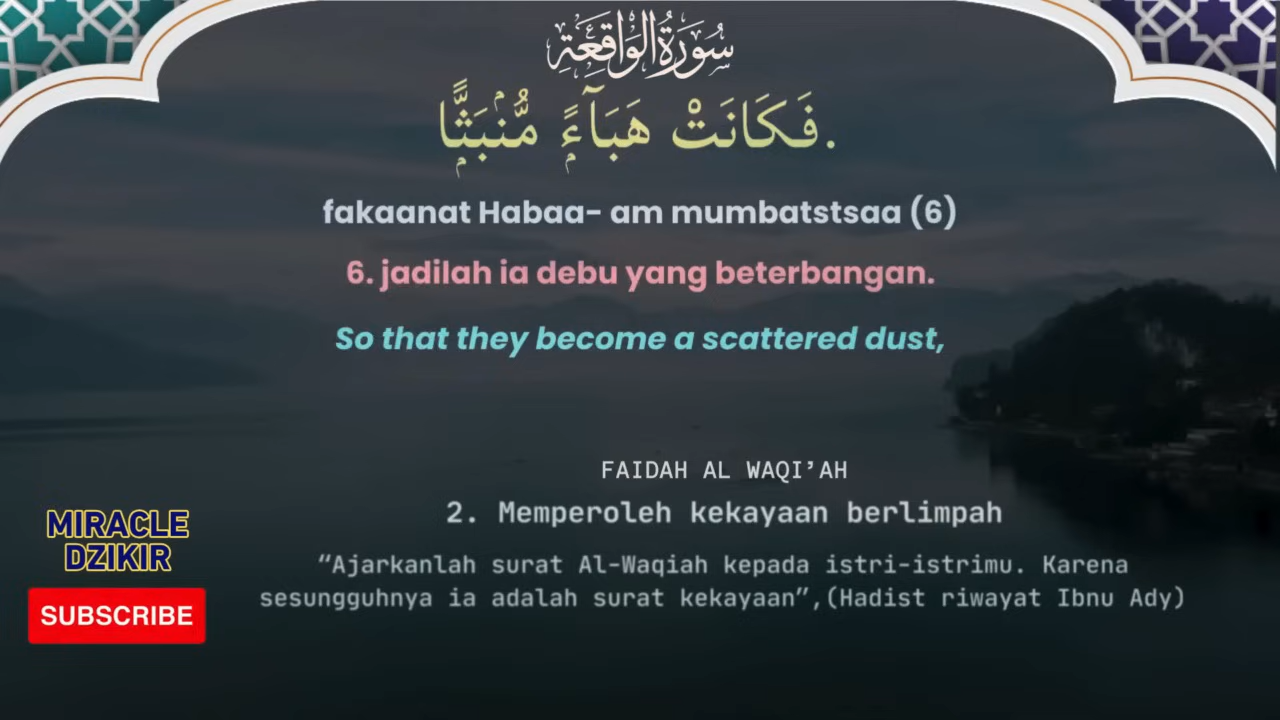 سُورَةُ الْوَاقِعَة
فَكَانَتْ هَبَآءً مُّنۢبَثًّا.
fakaanat Habaa- am mumbatstsaa (6)
6. jadilah ia debu yang beterbangan.
So that they become a scattered dust,
FAIDAH AL WAQI’AH
2. Memperoleh kekayaan berlimpah
“Ajarkanlah surat Al-Waqiah kepada istri-istrimu. Karena
sesungguhnya ia adalah surat kekayaan”,(Hadist riwayat Ibnu Ady)
MIRACLE
DZIKIR
SUBSCRIBE